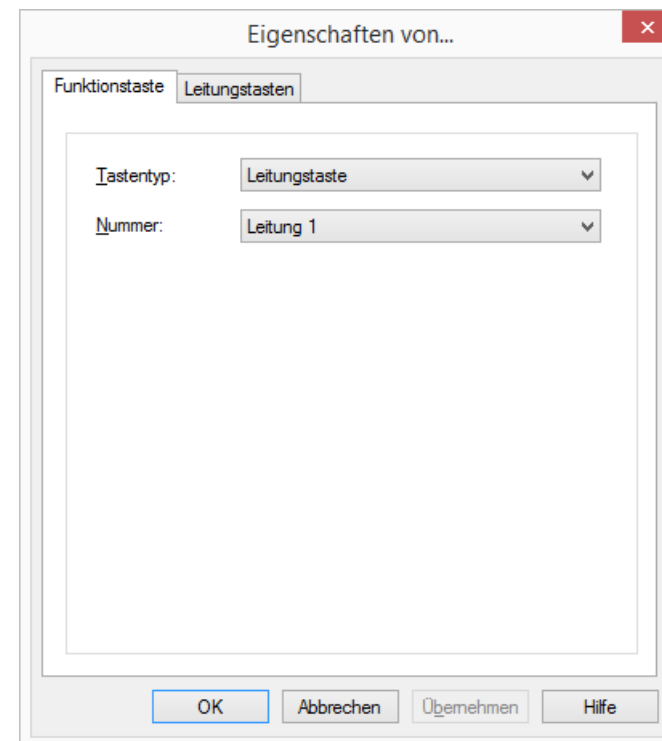 Eigenschaften von...
Funktionstaste Leitungstasten
Tastentyp: Leitungstaste
Nummer: Leitung 1
OK Abbrechen Übernehmen Hilfe